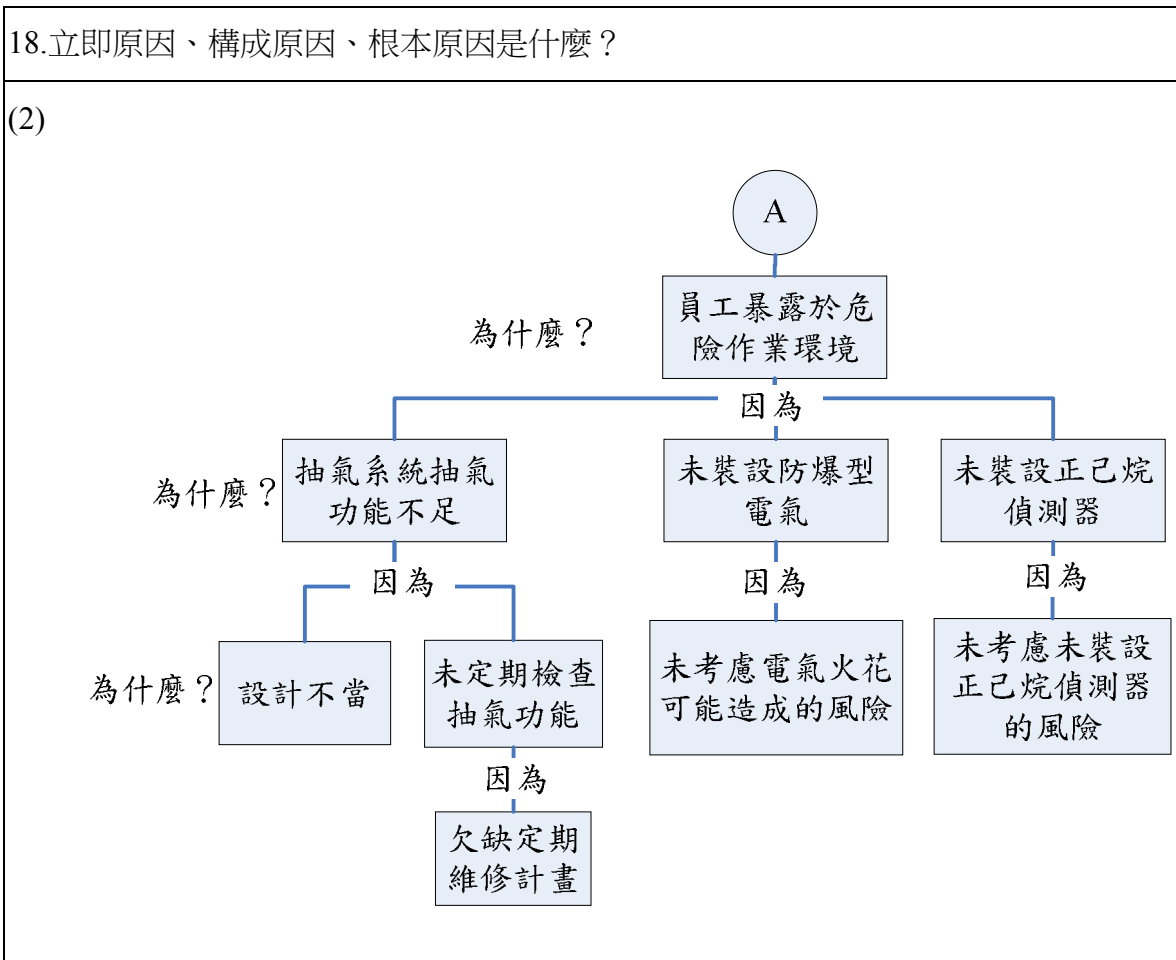 18.立即原因、構成原因、根本原因是什麼？
(2)
A
為什麼？
員工暴露於危
險作業環境
因為
為什麼？
抽氣系統抽氣
功能不足
未裝設防爆型
電氣
未裝設正己烷
偵測器
因為
因為
因為
為什麼？
設計不當
未定期檢查
抽氣功能
未考慮電氣火花
可能造成的風險
未考慮未裝設
正己烷偵測器
的風險
因為
欠缺定期
維修計畫